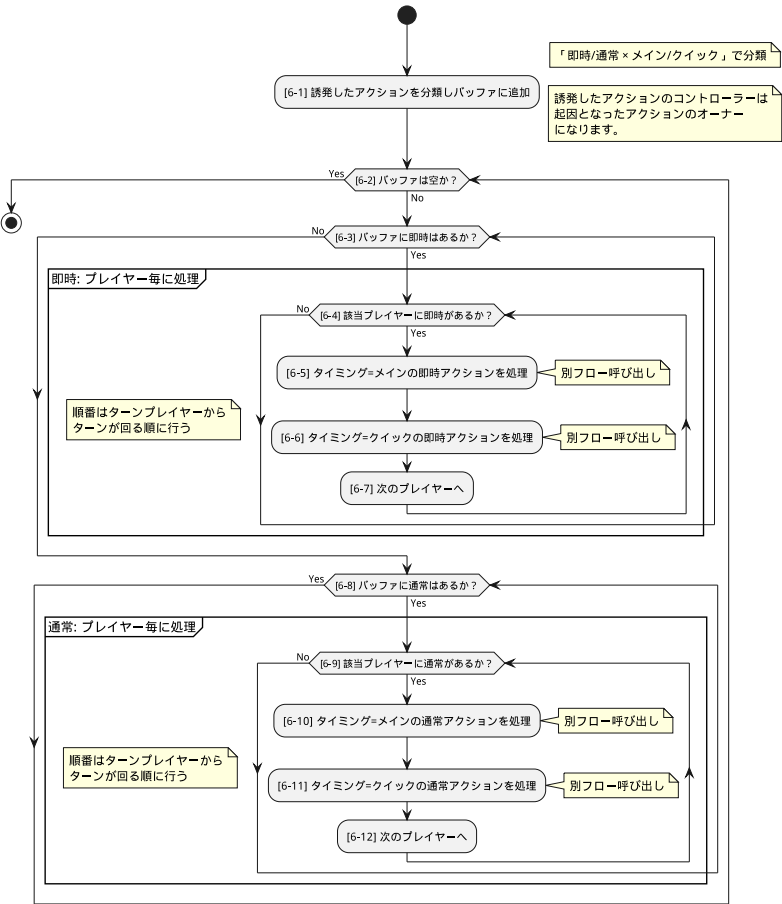 「即時/通常 × メイン/クイック」で分類
[6-1] 誘発したアクションを分類しバッファに追加
誘発したアクションのコントローラーは
起因となったアクションのオーナー
になります。
Yes
[6-2] バッファは空か？
No
No
[6-3] バッファに即時はあるか？
Yes
即時: プレイヤー毎に処理
No
[6-4] 該当プレイヤーに即時があるか？
Yes
[6-5] タイミング=メインの即時アクションを処理
別フロー呼び出し
順番はターンプレイヤーから
ターンが回る順に行う
[6-6] タイミング=クイックの即時アクションを処理
別フロー呼び出し
[6-7] 次のプレイヤーへ
Yes
[6-8] バッファに通常はあるか？
Yes
通常: プレイヤー毎に処理
No
[6-9] 該当プレイヤーに通常があるか？
Yes
[6-10] タイミング=メインの通常アクションを処理
別フロー呼び出し
順番はターンプレイヤーから
ターンが回る順に行う
[6-11] タイミング=クイックの通常アクションを処理
別フロー呼び出し
[6-12] 次のプレイヤーへ